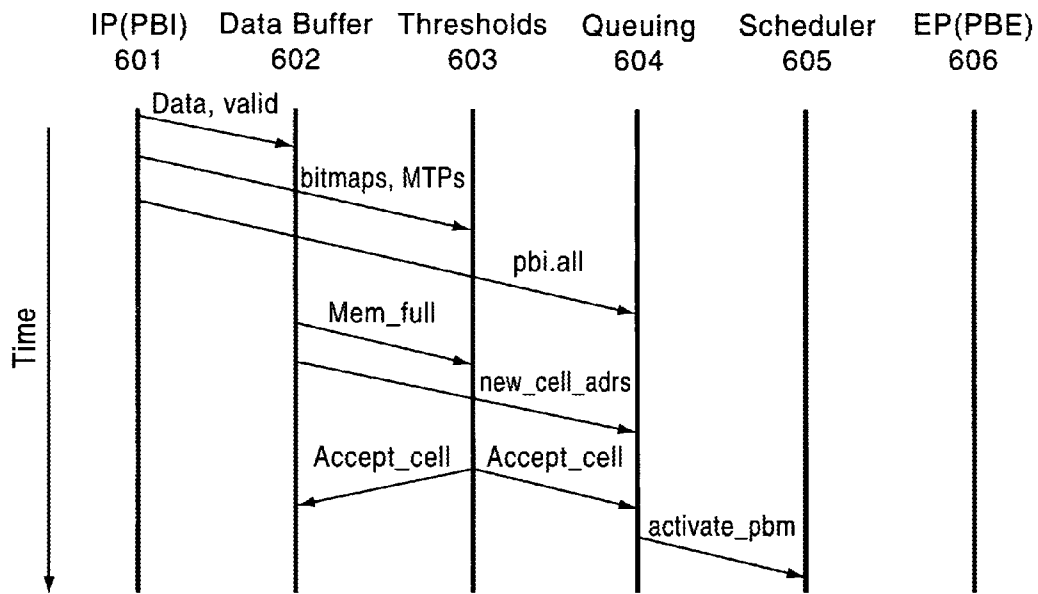 IP(PBI) Data Buffer Thresholds Queuing Scheduler EP(PBE)
601 602 603 604 605 606
Data, valid
bitmaps, MTPs
pbi.all
Mem_full
Time
new_cell_adrs
Accept_cell Accept_cell
activate_pbm